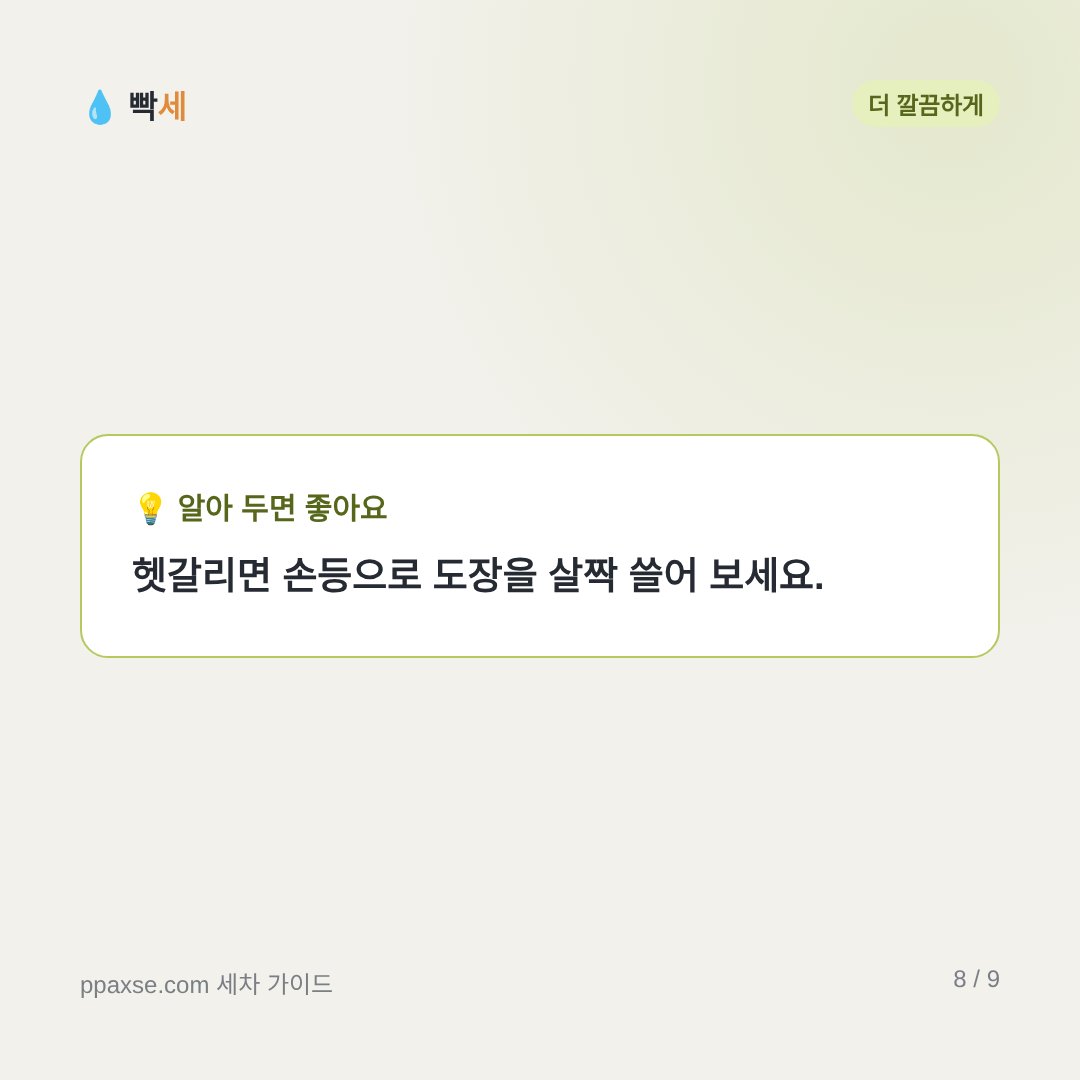 💧 빡세
더 깔끔하게
💡 알아 두면 좋아요
헷갈리면 손등으로 도장을 살짝 쓸어 보세요.
ppaxse.com 세차 가이드
8 / 9